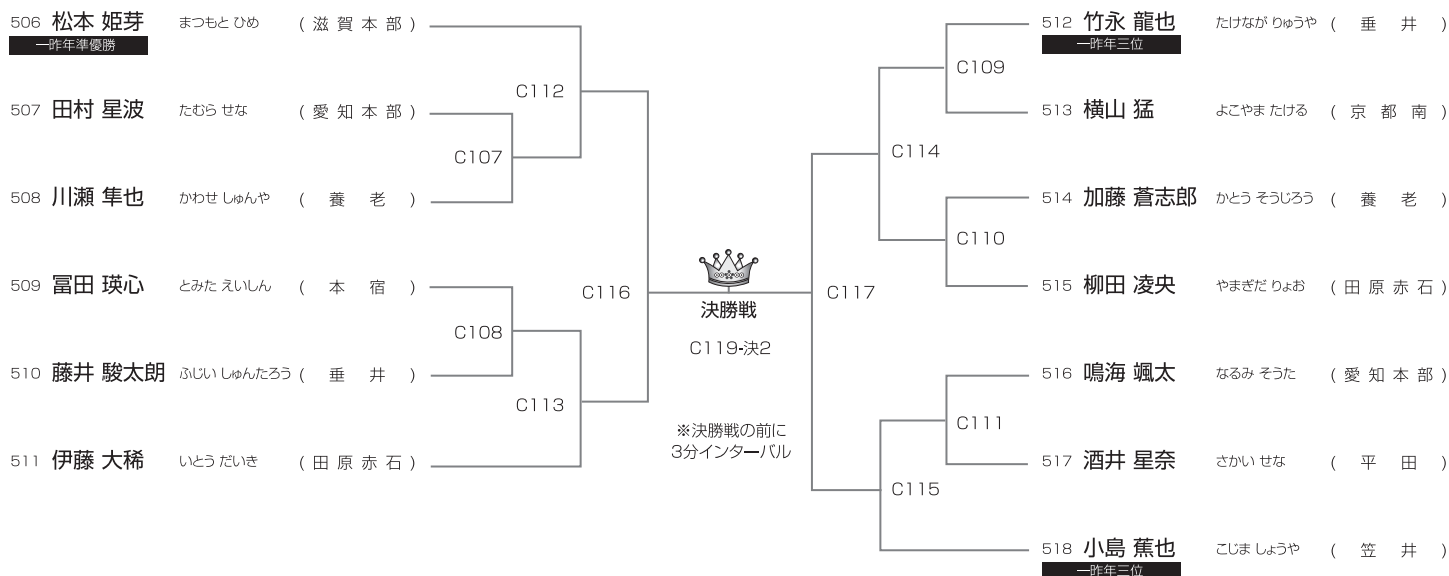 506 松本 姫芽 まつもと ひめ (滋賀本部)
一昨年準優勝
C112
507 田村 星波 たむら せな (愛知本部)
C107
508 川瀬 隼也 かわせ しゅんや (養老)
509 冨田 瑛心 とみた えいしん (本宿)
C116
C108
510 藤井 駿太朗 ふじい しゅんたろう (垂井)
C113
511 伊藤 大稀 いとう だいき (田原赤石)
決勝戦
C119-決2
※決勝戦の前に
3分インターバル
512 竹永 龍也 たけなが りゅうや (垂井)
一昨年三位
C109
513 横山 猛 よこやま たける (京都南)
C114
514 加藤 蒼志郎 かとう そうじろう (養老)
C110
515 柳田 凌央 やまぎだ りょお (田原赤石)
C117
516 鳴海 颯太 なるみ そうた (愛知本部)
C111
517 酒井 星奈 さかい せな (平田)
C115
518 小島 蕉也 こじま しょうや (笠井)
一昨年三位